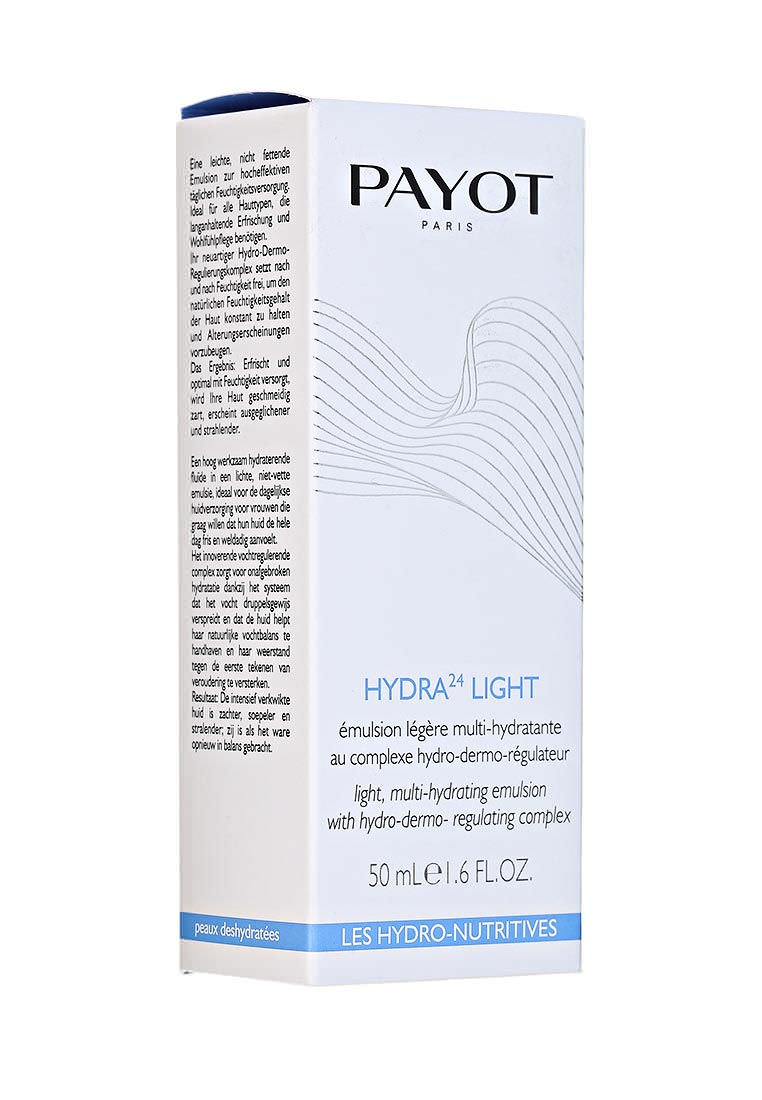 PAYOT
PARIS
HYDRA24 LIGHT
émulsion légère multi-hydratante
au complexe hydro-dermo-régulateur
light, multi-hydrating emulsion
with hydro-dermo- regulating complex
50 mL℮1.6 FL.OZ.
LES HYDRO-NUTRITIVES
Eine leichte, nicht fettende
Emulsion zur hocheffektiven
täglichen Feuchtigkeitsversorgung.
Ideal für alle Hauttypen, die
langanhaltende Erfrischung und
Wohlfühlpflege benötigen.
Ihr neuartiger Hydro-Dermo-
Regulierungskomplex setzt nach
und nach Feuchtigkeit frei, um den
natürlichen Feuchtigkeitsgehalt
der Haut konstant zu halten
und Alterungserscheinungen
vorzubeugen.
Das Ergebnis: Erfrischt und
optimal mit Feuchtigkeit versorgt,
wird Ihre Haut geschmeidig
zart, erscheint ausgeglichener
und strahlender.
Een hoog werkzaam hydraterende
fluïde in een lichte, niet-vette
emulsie, ideaal voor de dagelijkse
huidverzorging voor vrouwen die
graag willen dat hun huid de hele
dag fris en weldadig aanvoelt.
Het innoverende vochtregulerende
complex zorgt voor onafgebroken
hydratatie dankzij het systeem
dat het vocht druppelsgewijs
verspreidt en dat de huid helpt
haar natuurlijke vochtbalans te
handhaven en haar weerstand
tegen de eerste tekenen van
veroudering te versterken.
Resultaat: De intensief verkwikte
huid is zachter, soepeler en
stralender; zij is als het ware
opnieuw in balans gebracht.
peaux deshydratées